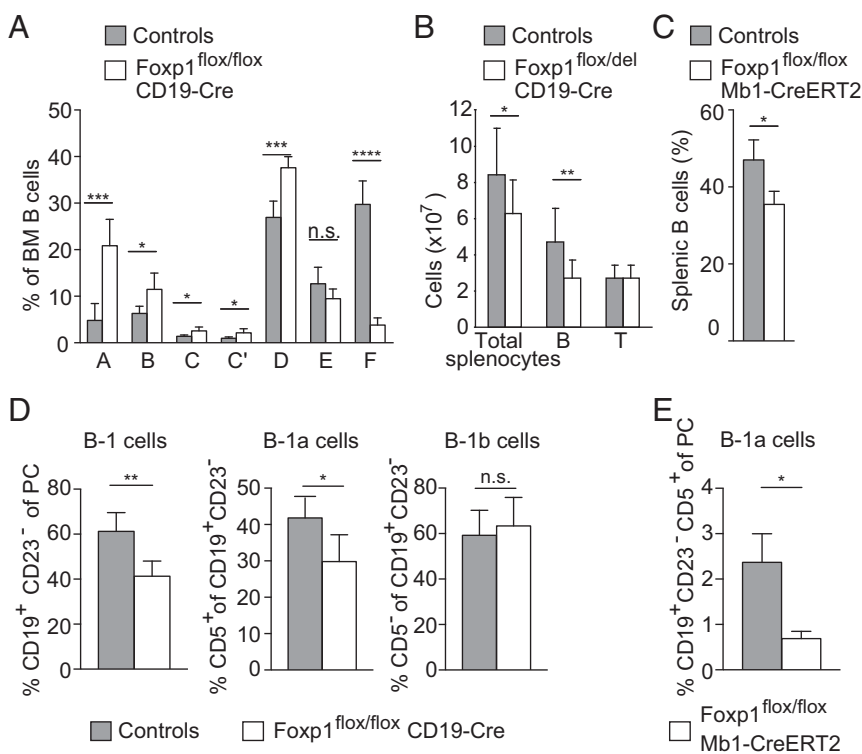 A
Controls
Foxp1flox/flox
CD19-Cre
% of BM B cells
50
40
30
20
10
0
***
*
*
*
***
n.s.
****
A B C C' D E F
B
Controls
Foxp1flox/del
CD19-Cre
Cells (x10^7)
12
10
8
6
4
2
0
*
**
Total
splenocytes
B T
C
Controls
Foxp1flox/flox
Mb1-CreERT2
Splenic B cells (%)
60
40
20
0
*
D
B-1 cells
% CD19+ CD23- of PC
80
60
40
20
0
**
B-1a cells
% CD5+of CD19+CD23-
50
40
30
20
10
0
*
B-1b cells
% CD5- of CD19+CD23-
80
60
40
20
0
n.s.
Controls
Foxp1flox/flox CD19-Cre
E
B-1a cells
% CD19+CD23- CD5+of PC
4
3
2
1
0
*
Foxp1flox/flox
Mb1-CreERT2